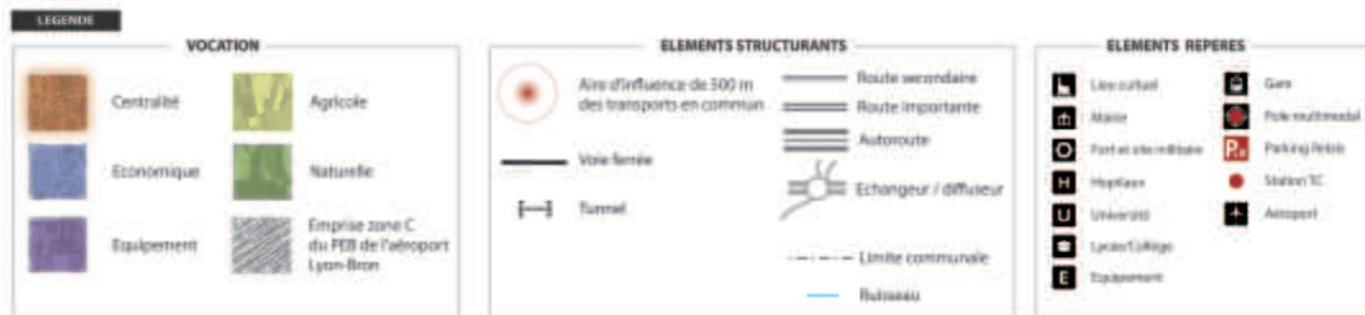 LEGENDE
VOCATION
Centralité
Economique
Equipement
Agricole
Naturelle
Emprise zone C
du PEB de l'aéroport
Lyon-Bron
ELEMENTS STRUCTURANTS
Aire d'influence de 500 m
des transports en commun
Voie ferrée
Tunnel
Route secondaire
Route importante
Autoroute
Echangeur / diffuseur
Limite communale
Ruisseau
ELEMENTS REPERES
Lieu cultuel
Mairie
Fort et site militaire
H Hopitaux
U Université
Lycée/Collège
E Equipement
Gare
Pole multimodal
P+R Parking Relais
Station TC
Aéroport